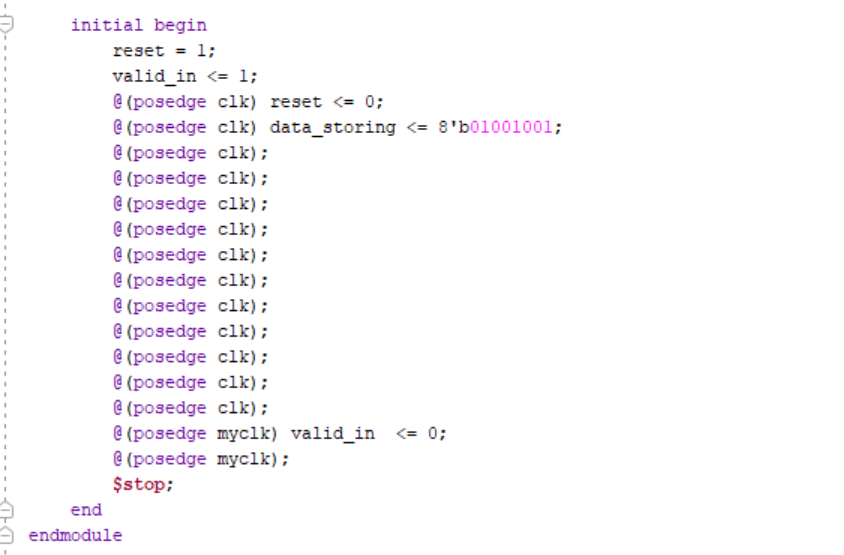 initial begin
reset = 1;
valid_in <= 1;
@(posedge clk) reset <= 0;
@(posedge clk) data_storing <= 8'b01001001;
@(posedge clk);
@(posedge clk);
@(posedge clk);
@(posedge clk);
@(posedge clk);
@(posedge clk);
@(posedge clk);
@(posedge clk);
@(posedge clk);
@(posedge clk);
@(posedge clk);
@(posedge myclk) valid_in  <= 0;
@(posedge myclk);
$stop;
end
endmodule